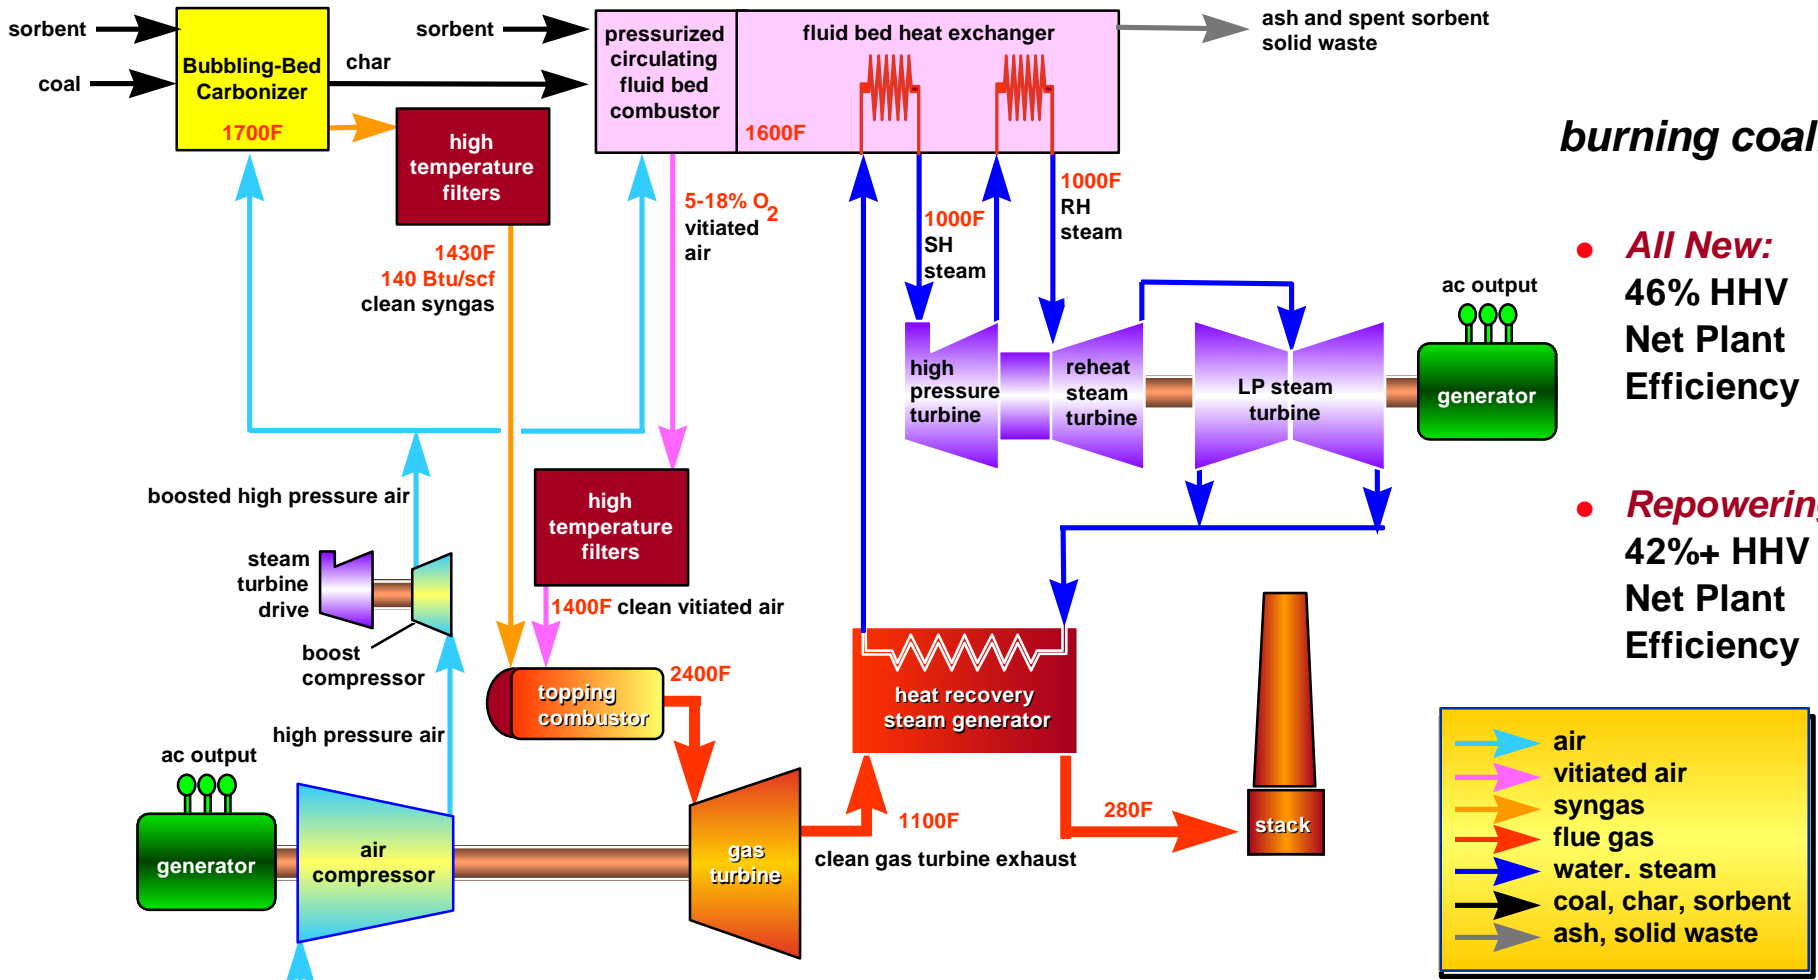 sorbent
coal
Bubbling-Bed
Carbonizer
1700F
char
sorbent
pressurized
circulating
fluid bed
combustor
fluid bed heat exchanger
1600F
ash and spent sorbent
solid waste
high
temperature
filters
1430F
140 Btu/scf
clean syngas
5-18% O2
vitiated
air
1000F
SH
steam
1000F
RH
steam
burning coal
All New:
46% HHV
Net Plant
Efficiency
Repowering
42%+ HHV
Net Plant
Efficiency
high
pressure
turbine
reheat
steam
turbine
LP steam
turbine
ac output
generator
boosted high pressure air
steam
turbine
drive
boost
compressor
high
temperature
filters
1400F clean vitiated air
topping
combustor
2400F
heat recovery
steam generator
high pressure air
ac output
generator
air
compressor
gas
turbine
1100F
clean gas turbine exhaust
280F
stack
air
vitiated air
syngas
flue gas
water. steam
coal, char, sorbent
ash, solid waste